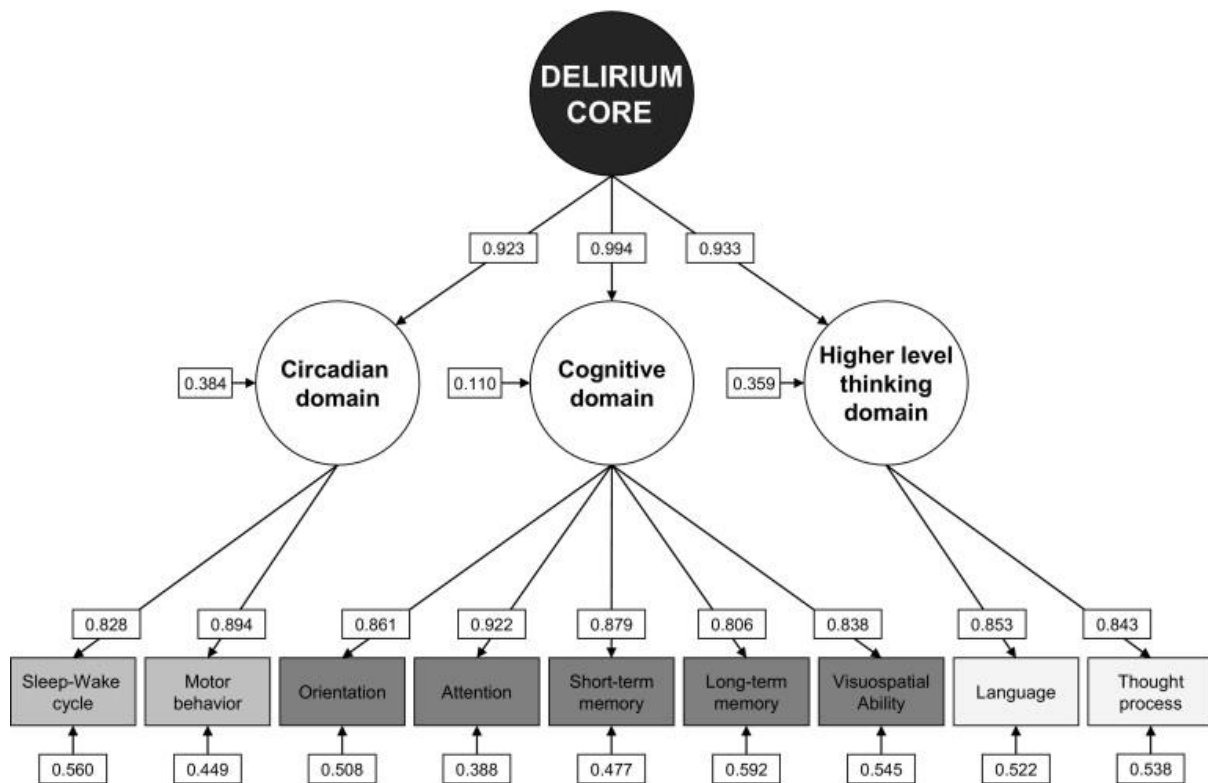 DELIRIUM
CORE
0.923
0.994
0.933
Circadian
domain
Cognitive
domain
Higher level
thinking
domain
0.384
0.110
0.359
0.828
0.894
0.861
0.922
0.879
0.806
0.838
0.853
0.843
Sleep-Wake
cycle
Motor
behavior
Orientation
Attention
Short-term
memory
Long-term
memory
Visuospatial
Ability
Language
Thought
process
0.560
0.449
0.508
0.388
0.477
0.592
0.545
0.522
0.538